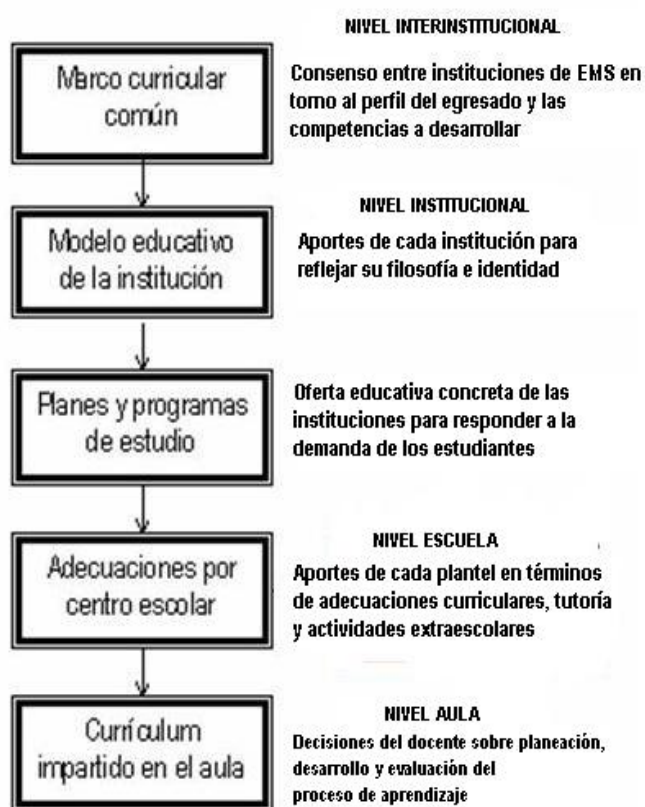 NIVEL INTERINSTITUCIONAL
Marco curricular
común
Consenso entre instituciones de EMS en
torno al perfil del egresado y las
competencias a desarrollar
NIVEL INSTITUCIONAL
Modelo educativo
de la institución
Aportes de cada institución para
reflejar su filosofía e identidad
Planes y programas
de estudio
Oferta educativa concreta de las
instituciones para responder a la
demanda de los estudiantes
NIVEL ESCUELA
Adecuaciones por
centro escolar
Aportes de cada plantel en términos
de adecuaciones curriculares, tutoría
y actividades extraescolares
NIVEL AULA
Currículum
impartido en el aula
Decisiones del docente sobre planeación,
desarrollo y evaluación del
proceso de aprendizaje